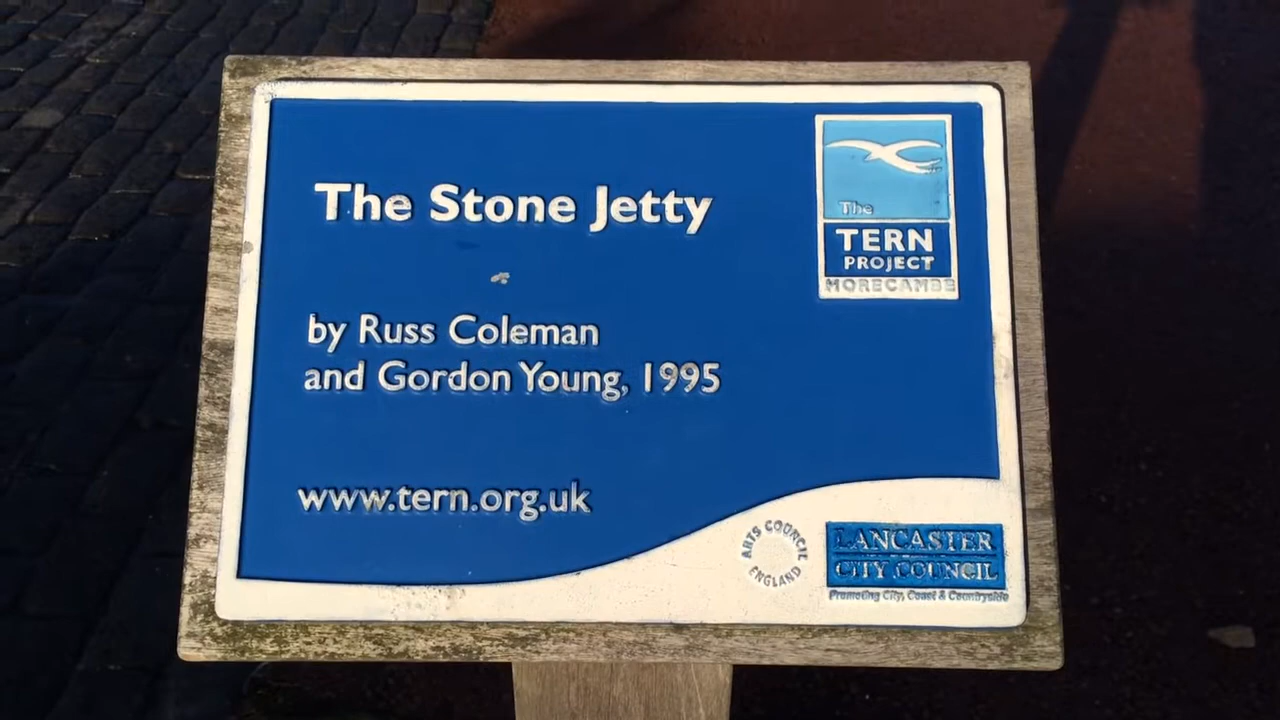 The Stone Jetty
The
TERN
PROJECT
MORECAMBE
by Russ Coleman
and Gordon Young, 1995
www.tern.org.uk
ARTS COUNCIL
ENGLAND
LANCASTER
CITY COUNCIL
Promoting City, Coast & Countryside